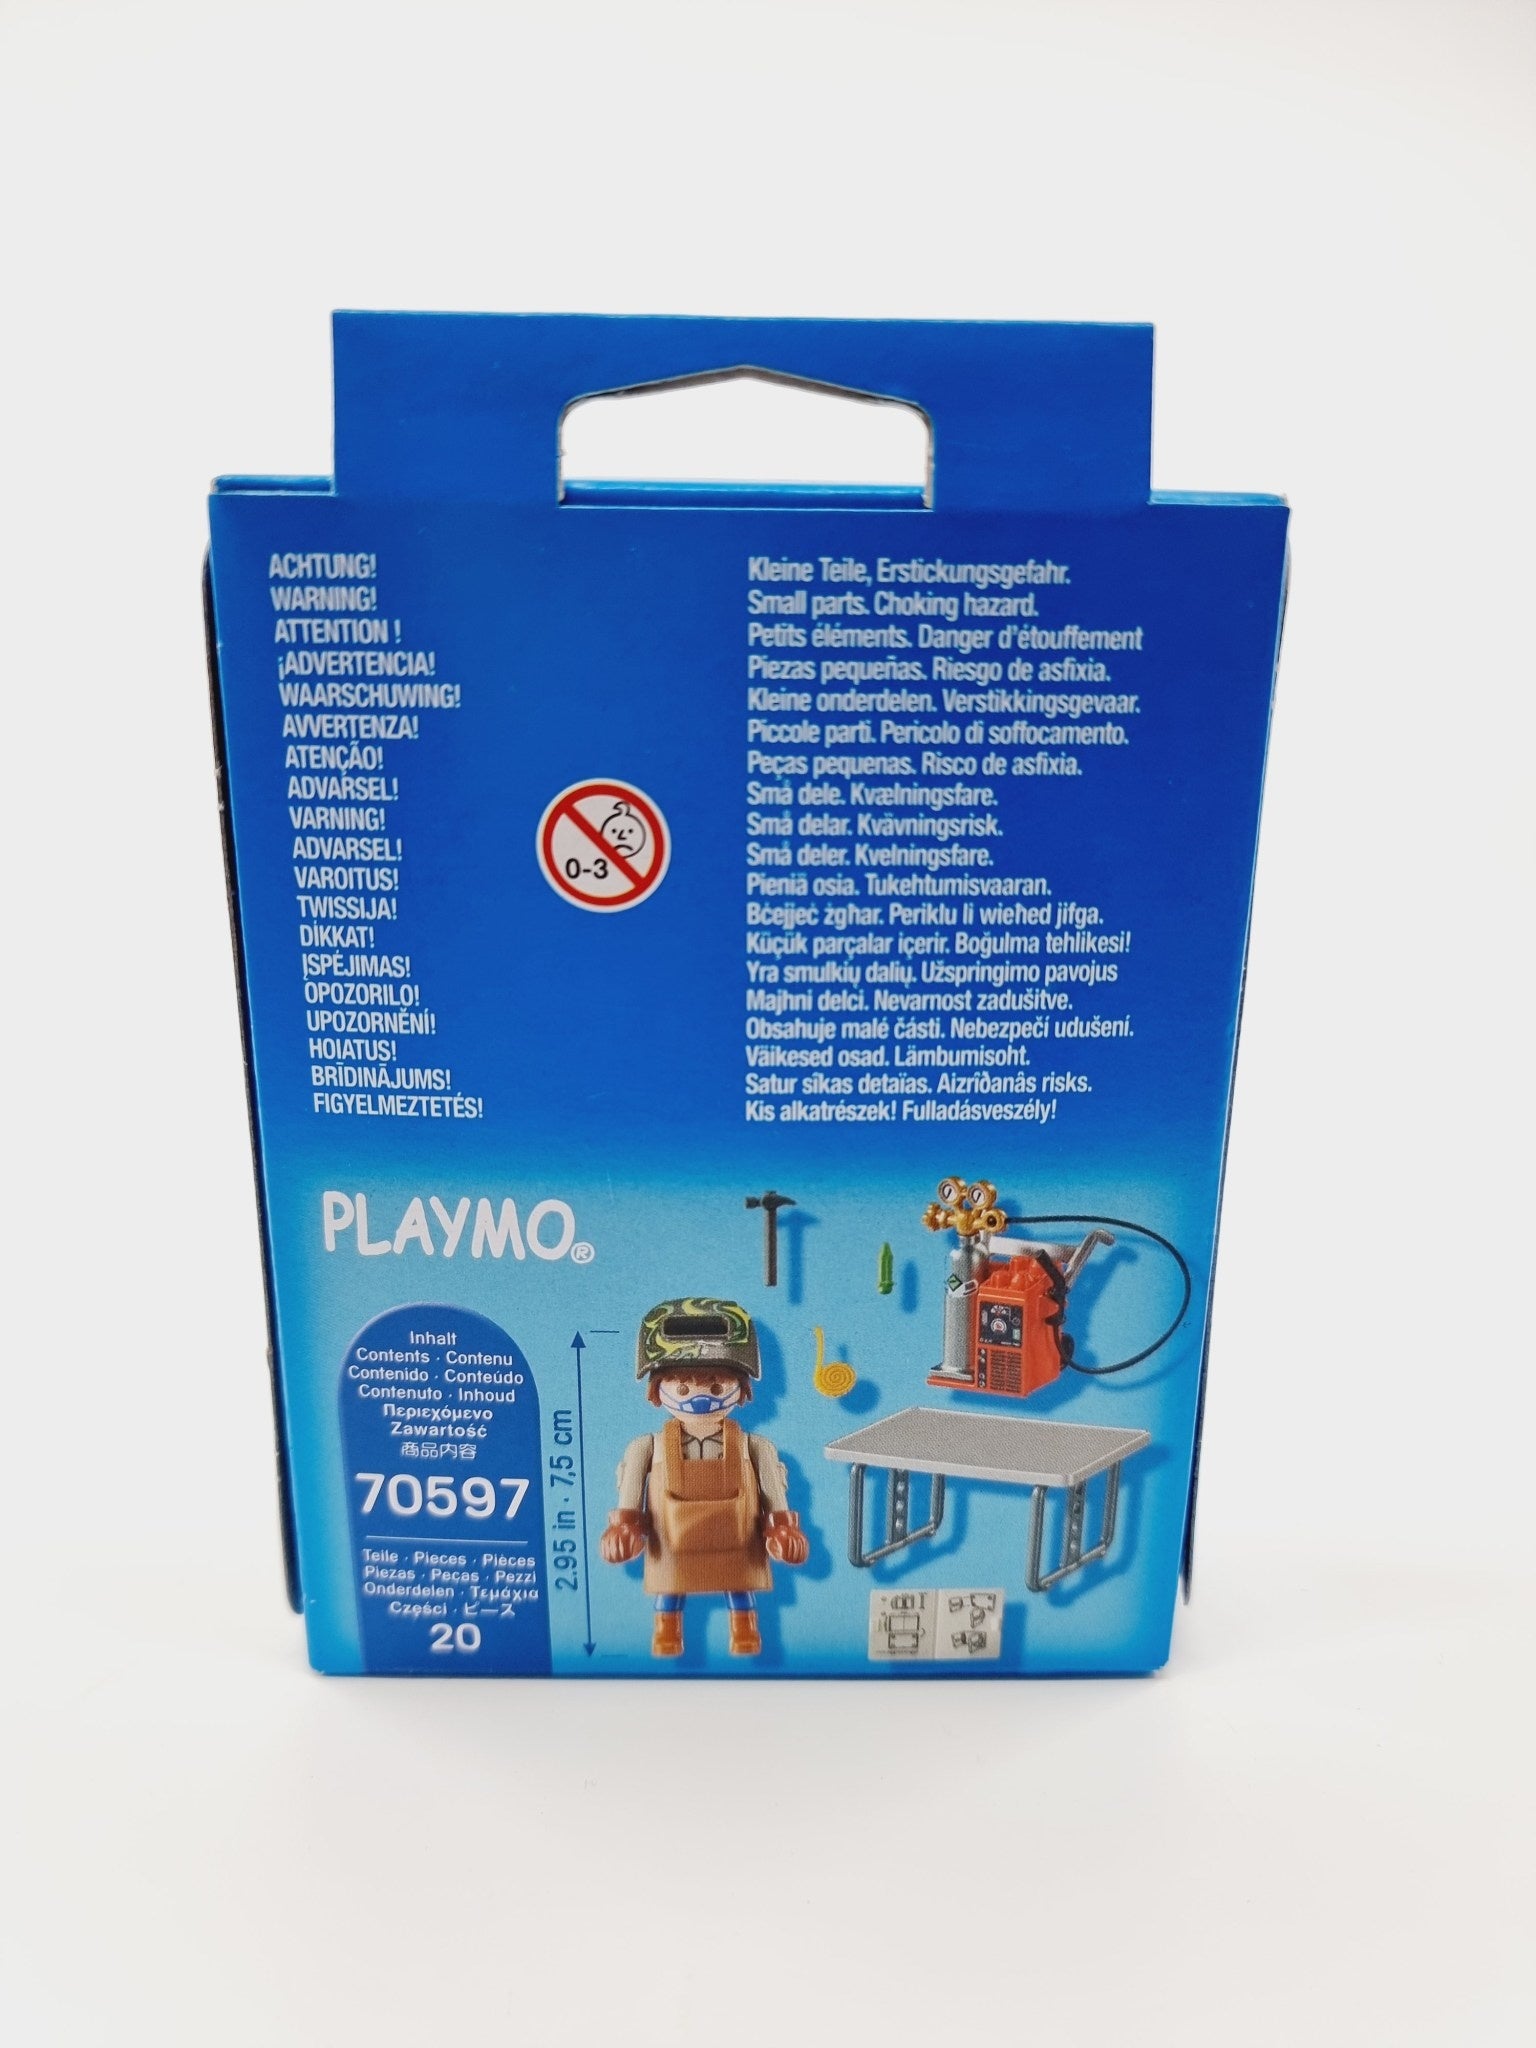 ACHTUNG!
WARNING!
ATTENTION !
¡ADVERTENCIA!
WAARSCHUWING!
AVVERTENZA!
ATENÇÃO!
ADVARSEL!
VARNING!
ADVARSEL!
VAROITUS!
TWISSIJA!
DİKKAT!
ĮSPĖJIMAS!
OPOZORILO!
UPOZORNĚNÍ!
HOIATUS!
BRĪDINĀJUMS!
FIGYELMEZTETÉS!
0-3
Kleine Teile, Erstickungsgefahr.
Small parts. Choking hazard.
Petits éléments. Danger d'étouffement
Piezas pequeñas. Riesgo de asfixia.
Kleine onderdelen. Verstikkingsgevaar.
Piccole parti. Pericolo di soffocamento.
Peças pequenas. Risco de asfixia.
Små dele. Kvælningsfare.
Små delar. Kvävningsrisk.
Små deler. Kvelningsfare.
Pieniä osia. Tukehtumisvaaran.
Bċejjeċ żgħar. Periklu li wieħed jifga.
Küçük parçalar içerir. Boğulma tehlikesi!
Yra smulkių dalių. Užspringimo pavojus
Majhni delci. Nevarnost zadušitve.
Obsahuje malé části. Nebezpečí udušení.
Väikesed osad. Lämbumisoht.
Satur sîkas detaïas. Aizrîðanâs risks.
Kis alkatrészek! Fulladásveszély!
PLAYMO®
Inhalt
Contents · Contenu
Contenido · Conteúdo
Contenuto · Inhoud
Περιεχόμενο
Zawartość
商品内容
70597
Teile · Pieces · Pièces
Piezas · Peças · Pezzi
Onderdelen · Τεμάχια
Części · ピース
20
2.95 in · 7,5 cm